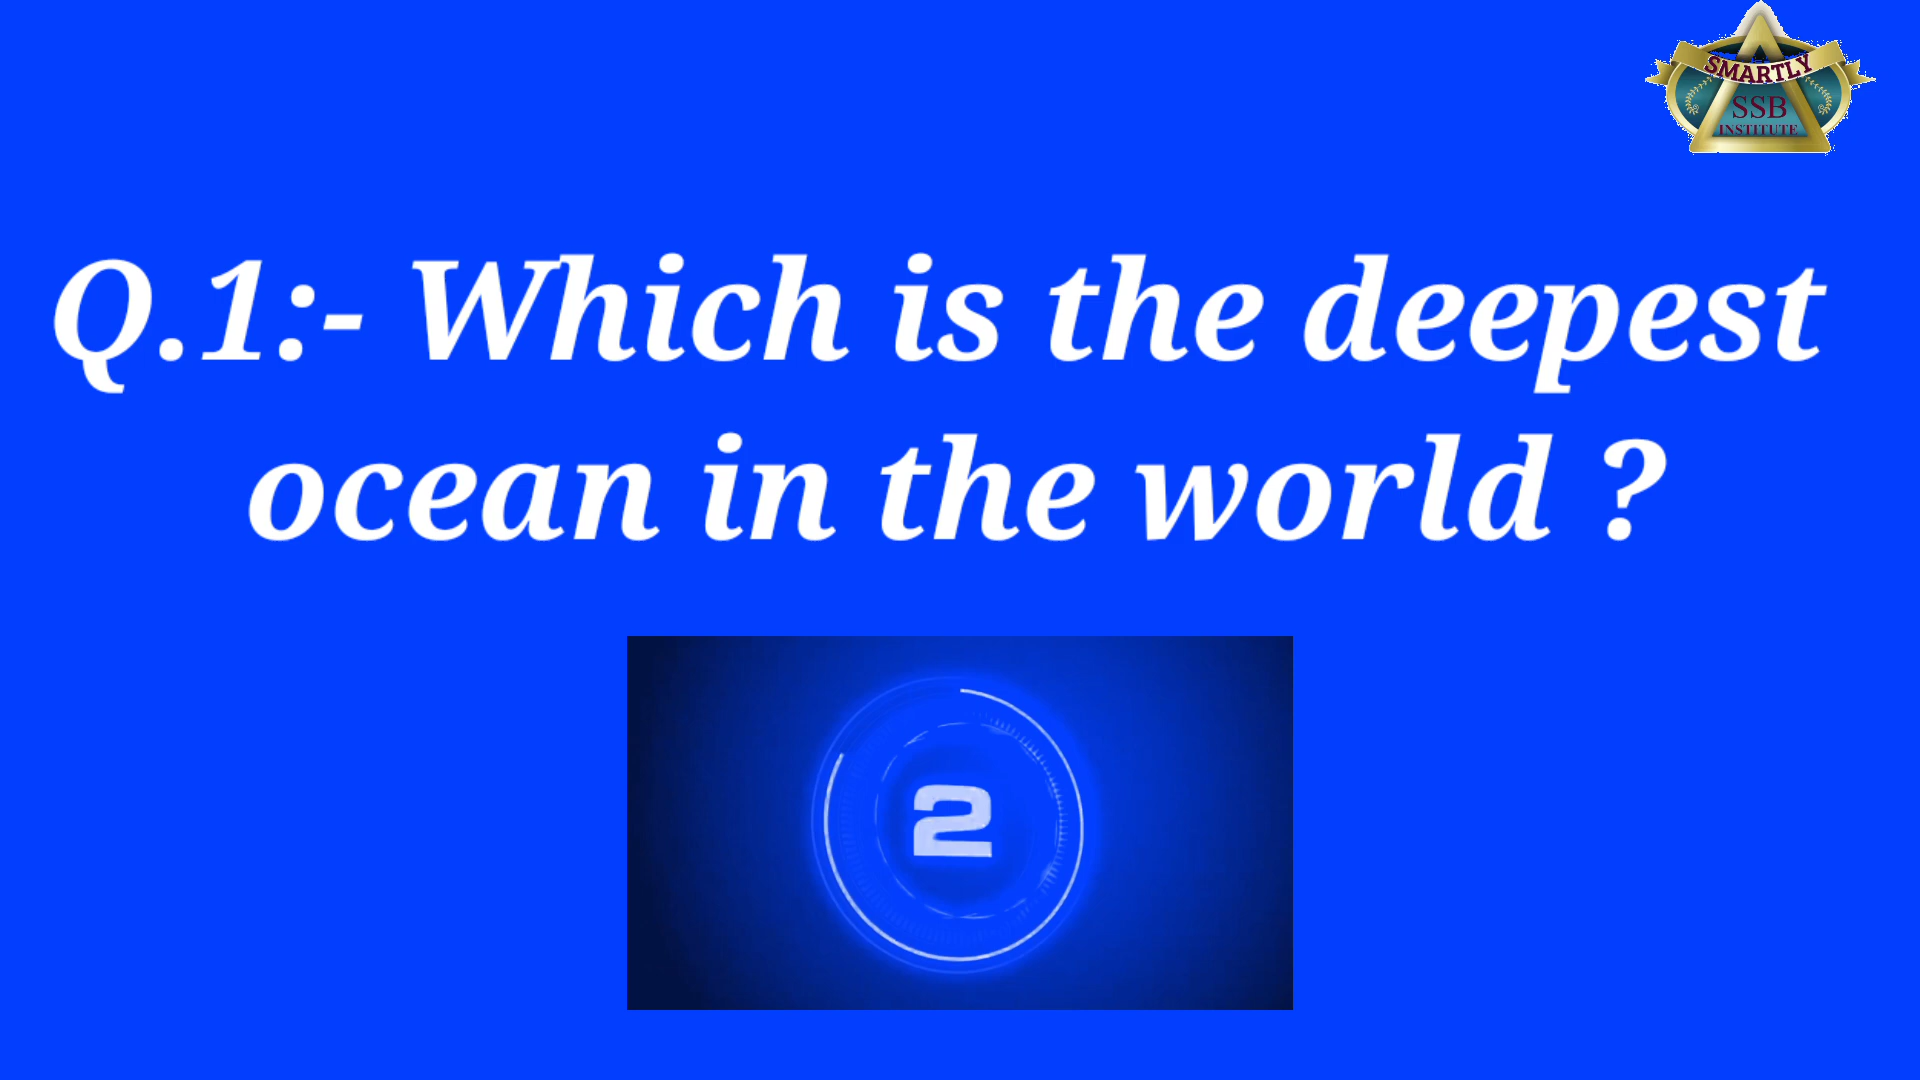 SMARTLY
SSB
INSTITUTE
Q.1:- Which is the deepest
ocean in the world ?
2